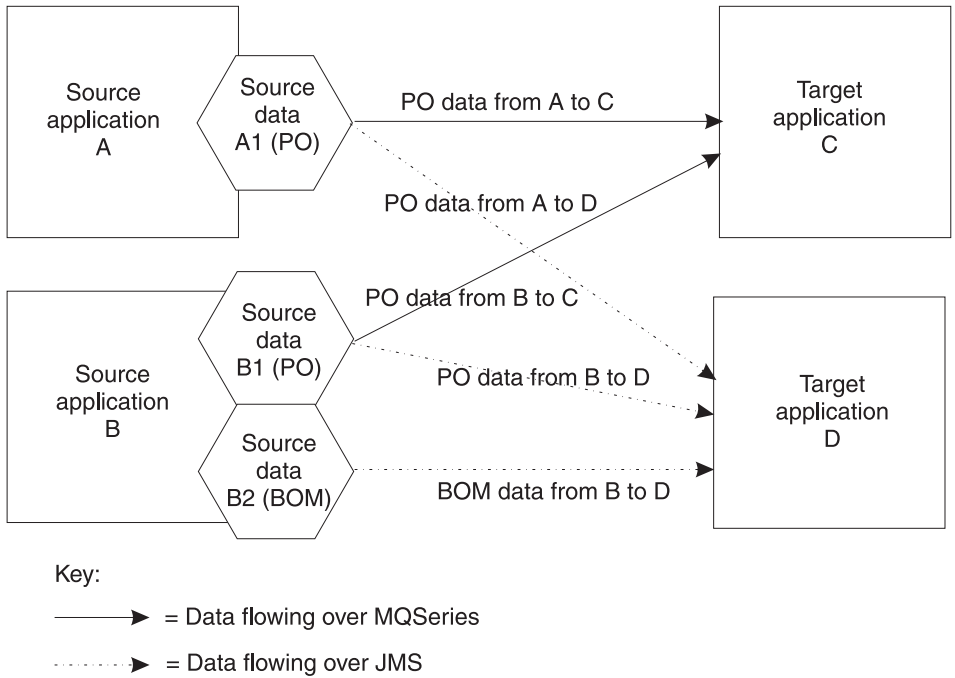 Source
application
A
Source
data
A1 (PO)
PO data from A to C
Target
application
C
PO data from A to D
PO data from B to C
Source
application
B
Source
data
B1 (PO)
PO data from B to D
Source
data
B2 (BOM)
BOM data from B to D
Target
application
D
Key:
= Data flowing over MQSeries
= Data flowing over JMS